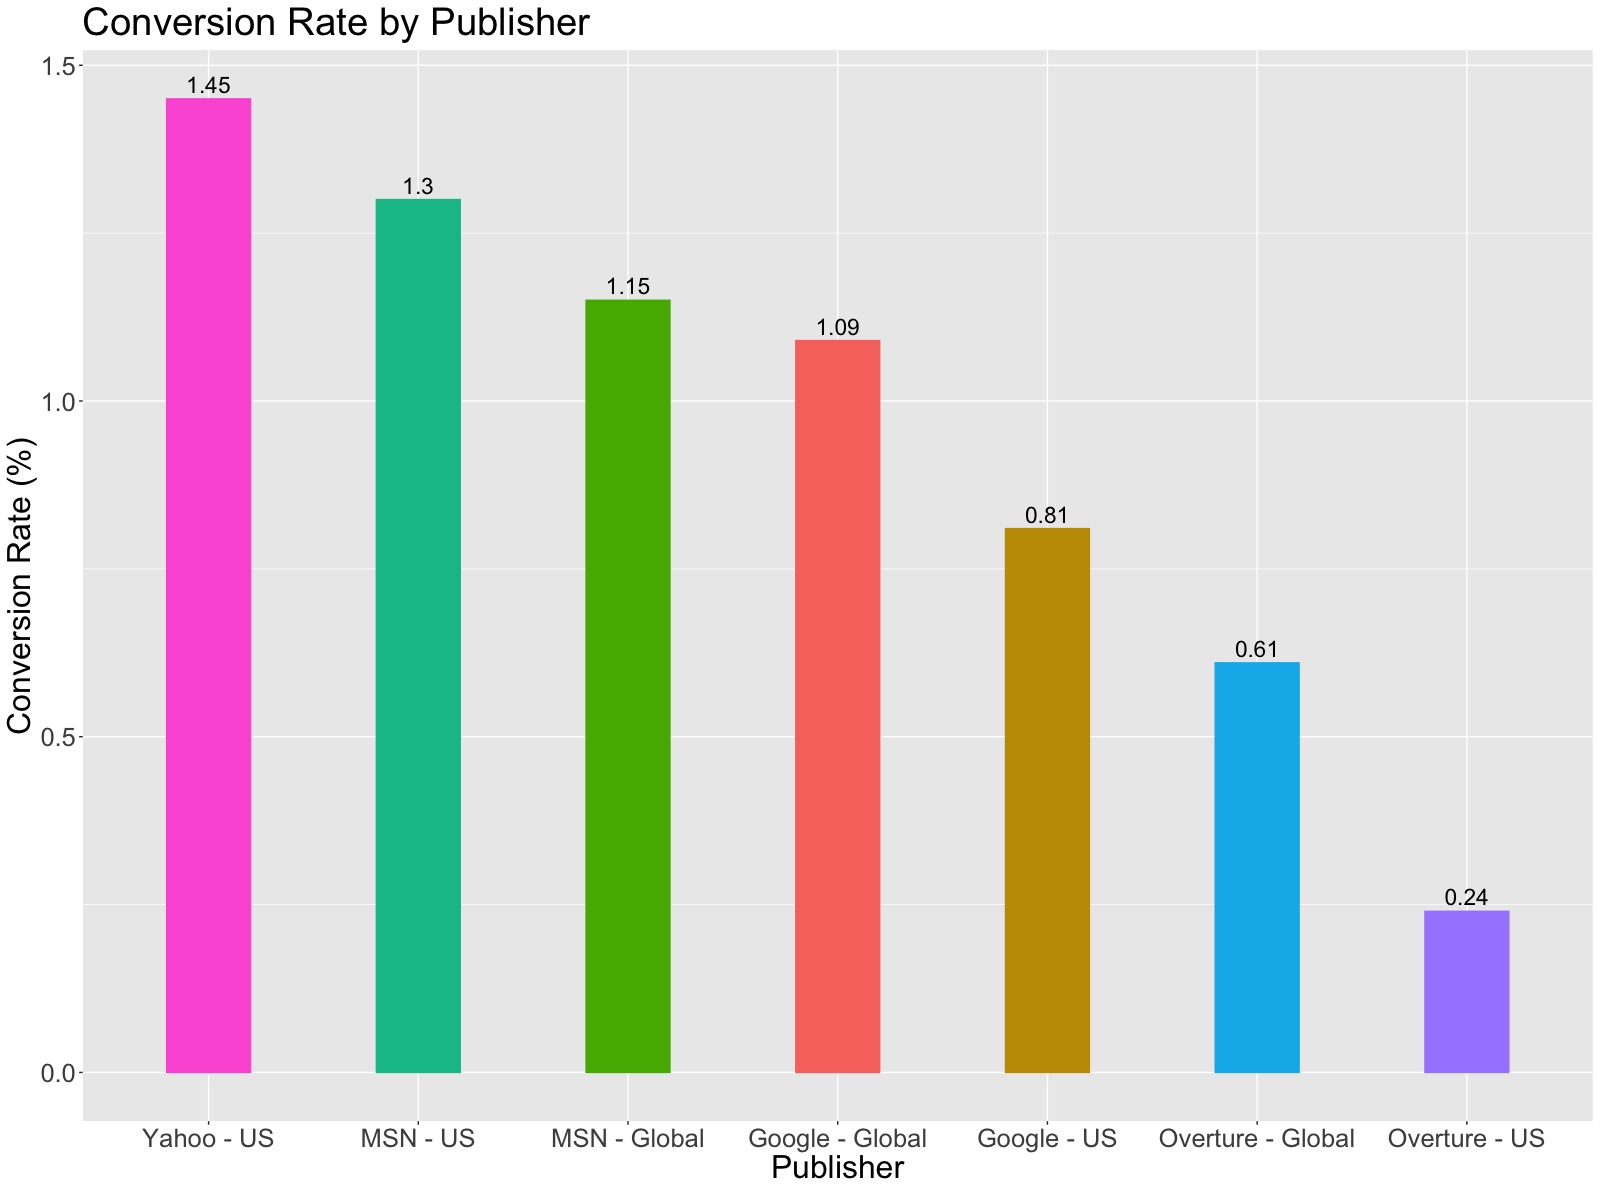 Conversion Rate by Publisher
Conversion Rate (%)
1.5
1.0
0.5
0.0
1.45
1.3
1.15
1.09
0.81
0.61
0.24
Yahoo - US
MSN - US
MSN - Global
Google - Global
Google - US
Overture - Global
Overture - US
Publisher